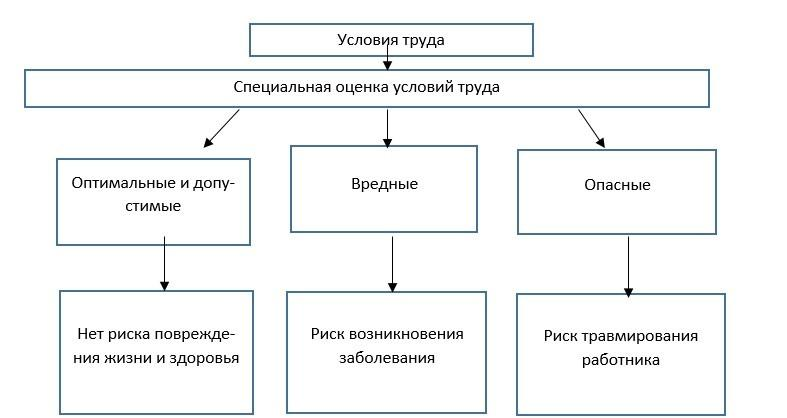 Условия труда
Специальная оценка условий труда
Оптимальные и допу-
стимые
Вредные
Опасные
Нет риска поврежде-
ния жизни и здоровья
Риск возникновения
заболевания
Риск травмирования
работника